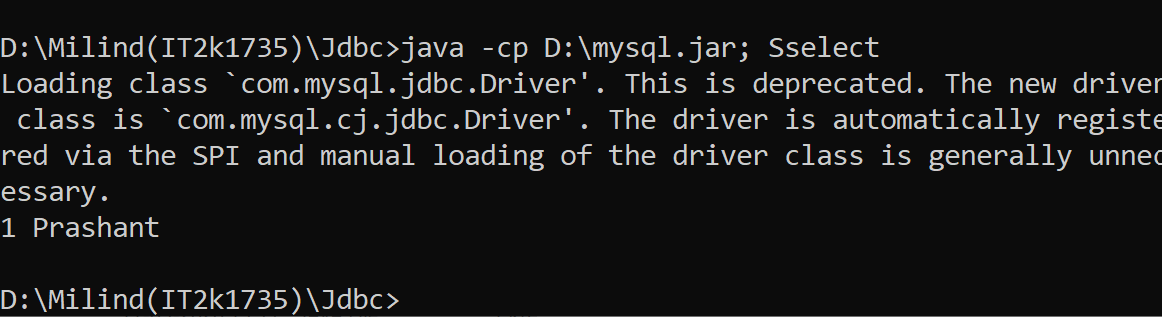 D:\Milind(IT2k1735)\Jdbc>java -cp D:\mysql.jar; Sselect
Loading class `com.mysql.jdbc.Driver'. This is deprecated. The new driver
 class is `com.mysql.cj.jdbc.Driver'. The driver is automatically registe
red via the SPI and manual loading of the driver class is generally unnec
essary.
1 Prashant
D:\Milind(IT2k1735)\Jdbc>